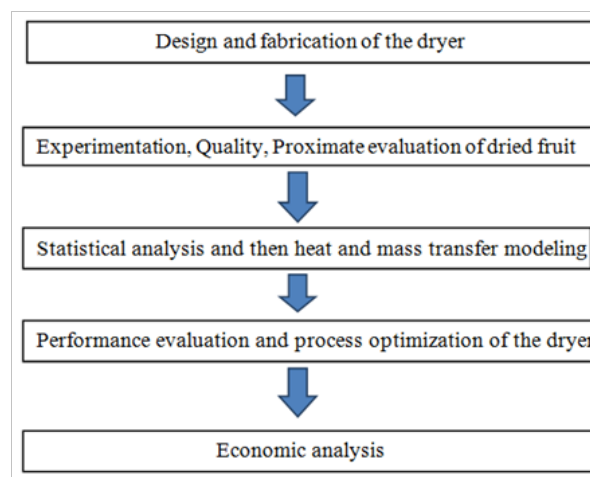 Design and fabrication of the dryer
Experimentation, Quality, Proximate evaluation of dried fruit
Statistical analysis and then heat and mass transfer modeling
Performance evaluation and process optimization of the dryer
Economic analysis